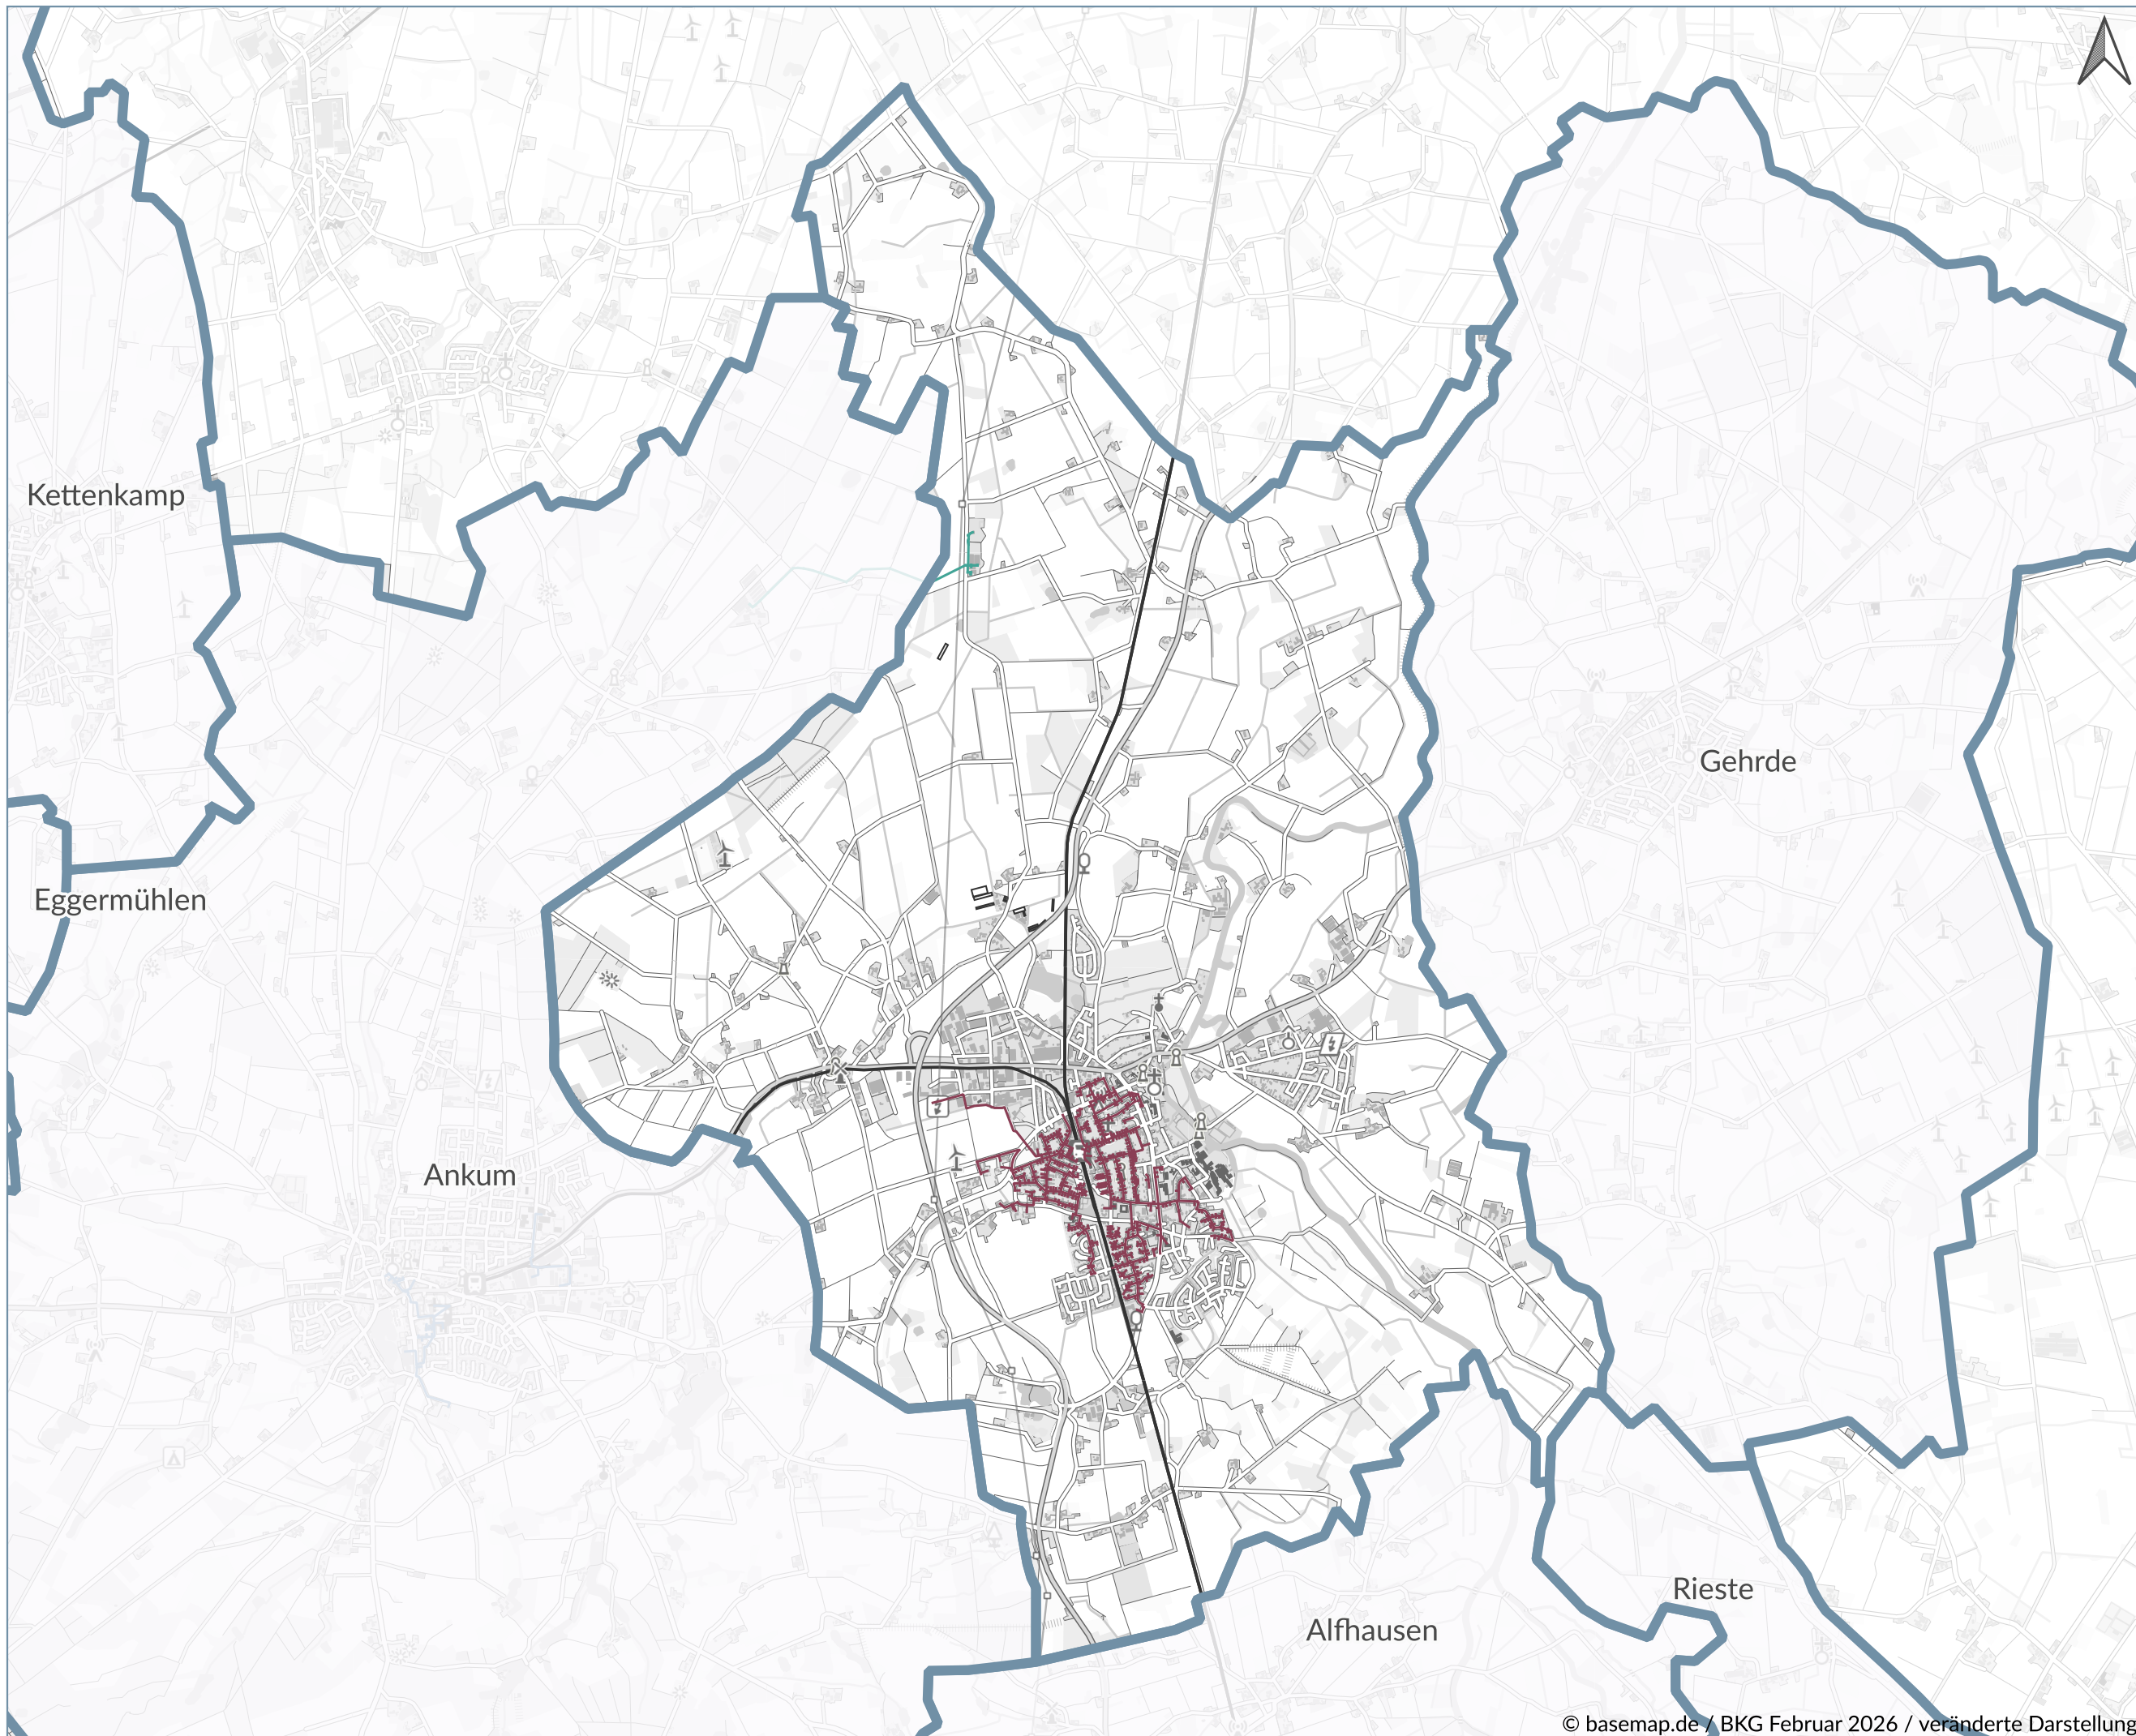 Kettenkamp
Gehrde
Eggermühlen
Ankum
Rieste
Alfhausen
© basemap.de / BKG Februar 2026 / veränderte Darstellung